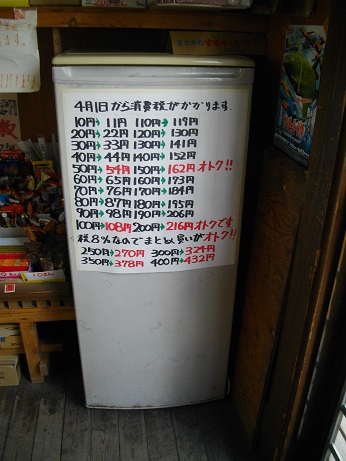 4月1日から消費税がかかります.
10円→11円 110円→119円
20円→22円 120円→130円
30円→33円 130円→141円
40円→44円 140円→152円
50円→54円 150円→162円 オトク!!
60円→65円 160円→173円
70円→76円 170円→184円
80円→87円 180円→195円
90円→98円 190円→206円
100円→108円 200円→216円 オトクです
税8%なのでまとめ買いがオトク!!
250円→270円 300円→324円
350円→378円 400円→432円